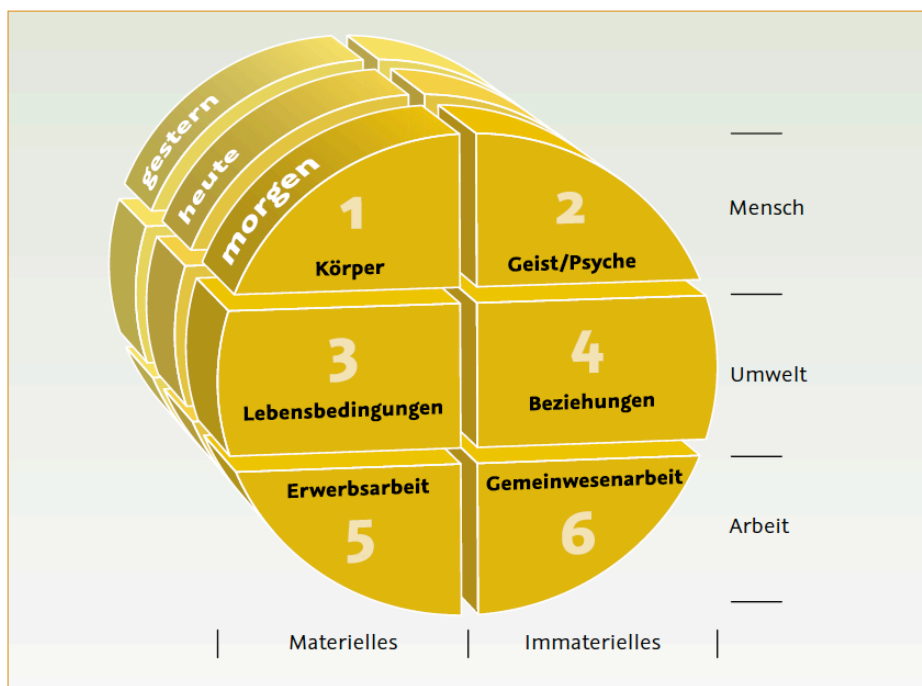 gestern
heute
morgen
1
Körper
2
Geist/Psyche
Mensch
3
Lebensbedingungen
4
Beziehungen
Umwelt
Erwerbsarbeit
5
Gemeinwesenarbeit
6
Arbeit
Materielles
Immaterielles